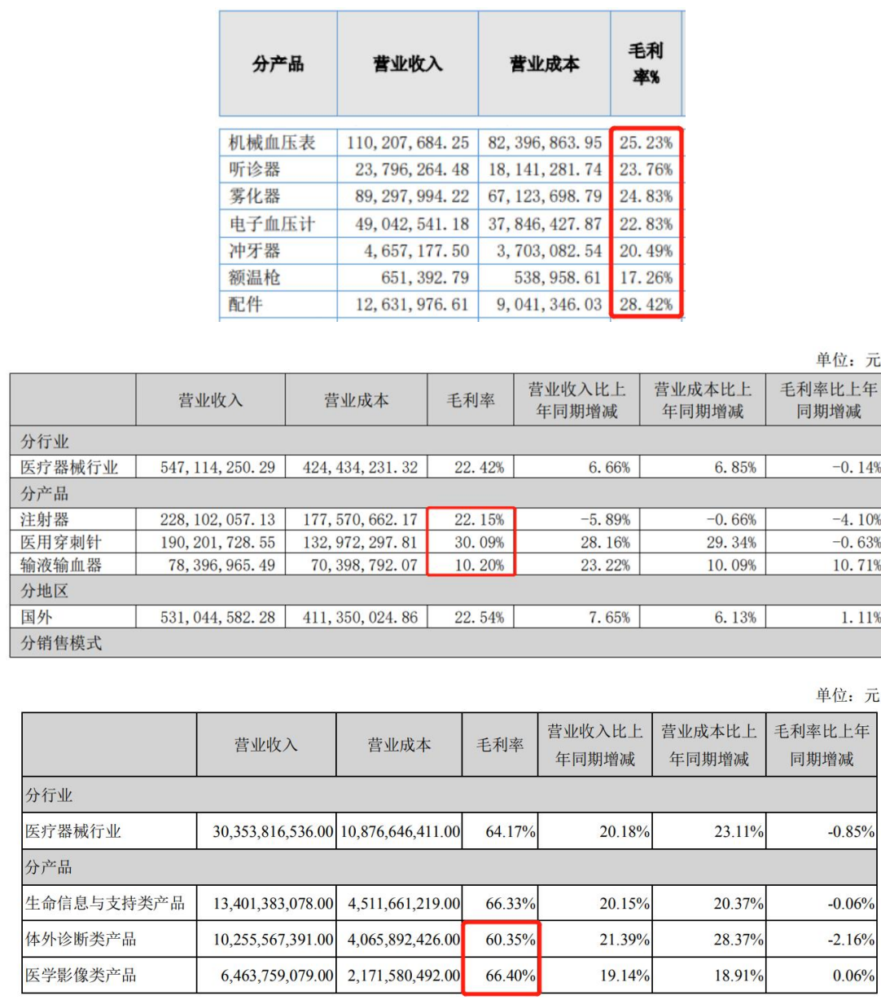 分产品 营业收入 营业成本 毛利率%
机械血压表 110,207,684.25 82,396,863.95 25.23%
听诊器 23,796,264.48 18,141,281.74 23.76%
雾化器 89,297,994.22 67,123,698.79 24.83%
电子血压计 49,042,541.18 37,846,427.87 22.83%
冲牙器 4,657,177.50 3,703,082.54 20.49%
额温枪 651,392.79 538,958.61 17.26%
配件 12,631,976.61 9,041,346.03 28.42%
单位：元
营业收入 营业成本 毛利率 营业收入比上年同期增减 营业成本比上年同期增减 毛利率比上年同期增减
分行业
医疗器械行业 547,114,250.29 424,434,231.32 22.42% 6.66% 6.85% -0.14%
分产品
注射器 228,102,057.13 177,570,662.17 22.15% -5.89% -0.66% -4.10%
医用穿刺针 190,201,728.55 132,972,297.81 30.09% 28.16% 29.34% -0.63%
输液输血器 78,396,965.49 70,398,792.07 10.20% 23.22% 10.09% 10.71%
分地区
国外 531,044,582.28 411,350,024.86 22.54% 7.65% 6.13% 1.11%
分销售模式
单位：元
营业收入 营业成本 毛利率 营业收入比上年同期增减 营业成本比上年同期增减 毛利率比上年同期增减
分行业
医疗器械行业 30,353,816,536.00 10,876,646,411.00 64.17% 20.18% 23.11% -0.85%
分产品
生命信息与支持类产品 13,401,383,078.00 4,511,661,219.00 66.33% 20.15% 20.37% -0.06%
体外诊断类产品 10,255,567,391.00 4,065,892,426.00 60.35% 21.39% 28.37% -2.16%
医学影像类产品 6,463,759,079.00 2,171,580,492.00 66.40% 19.14% 18.91% 0.06%